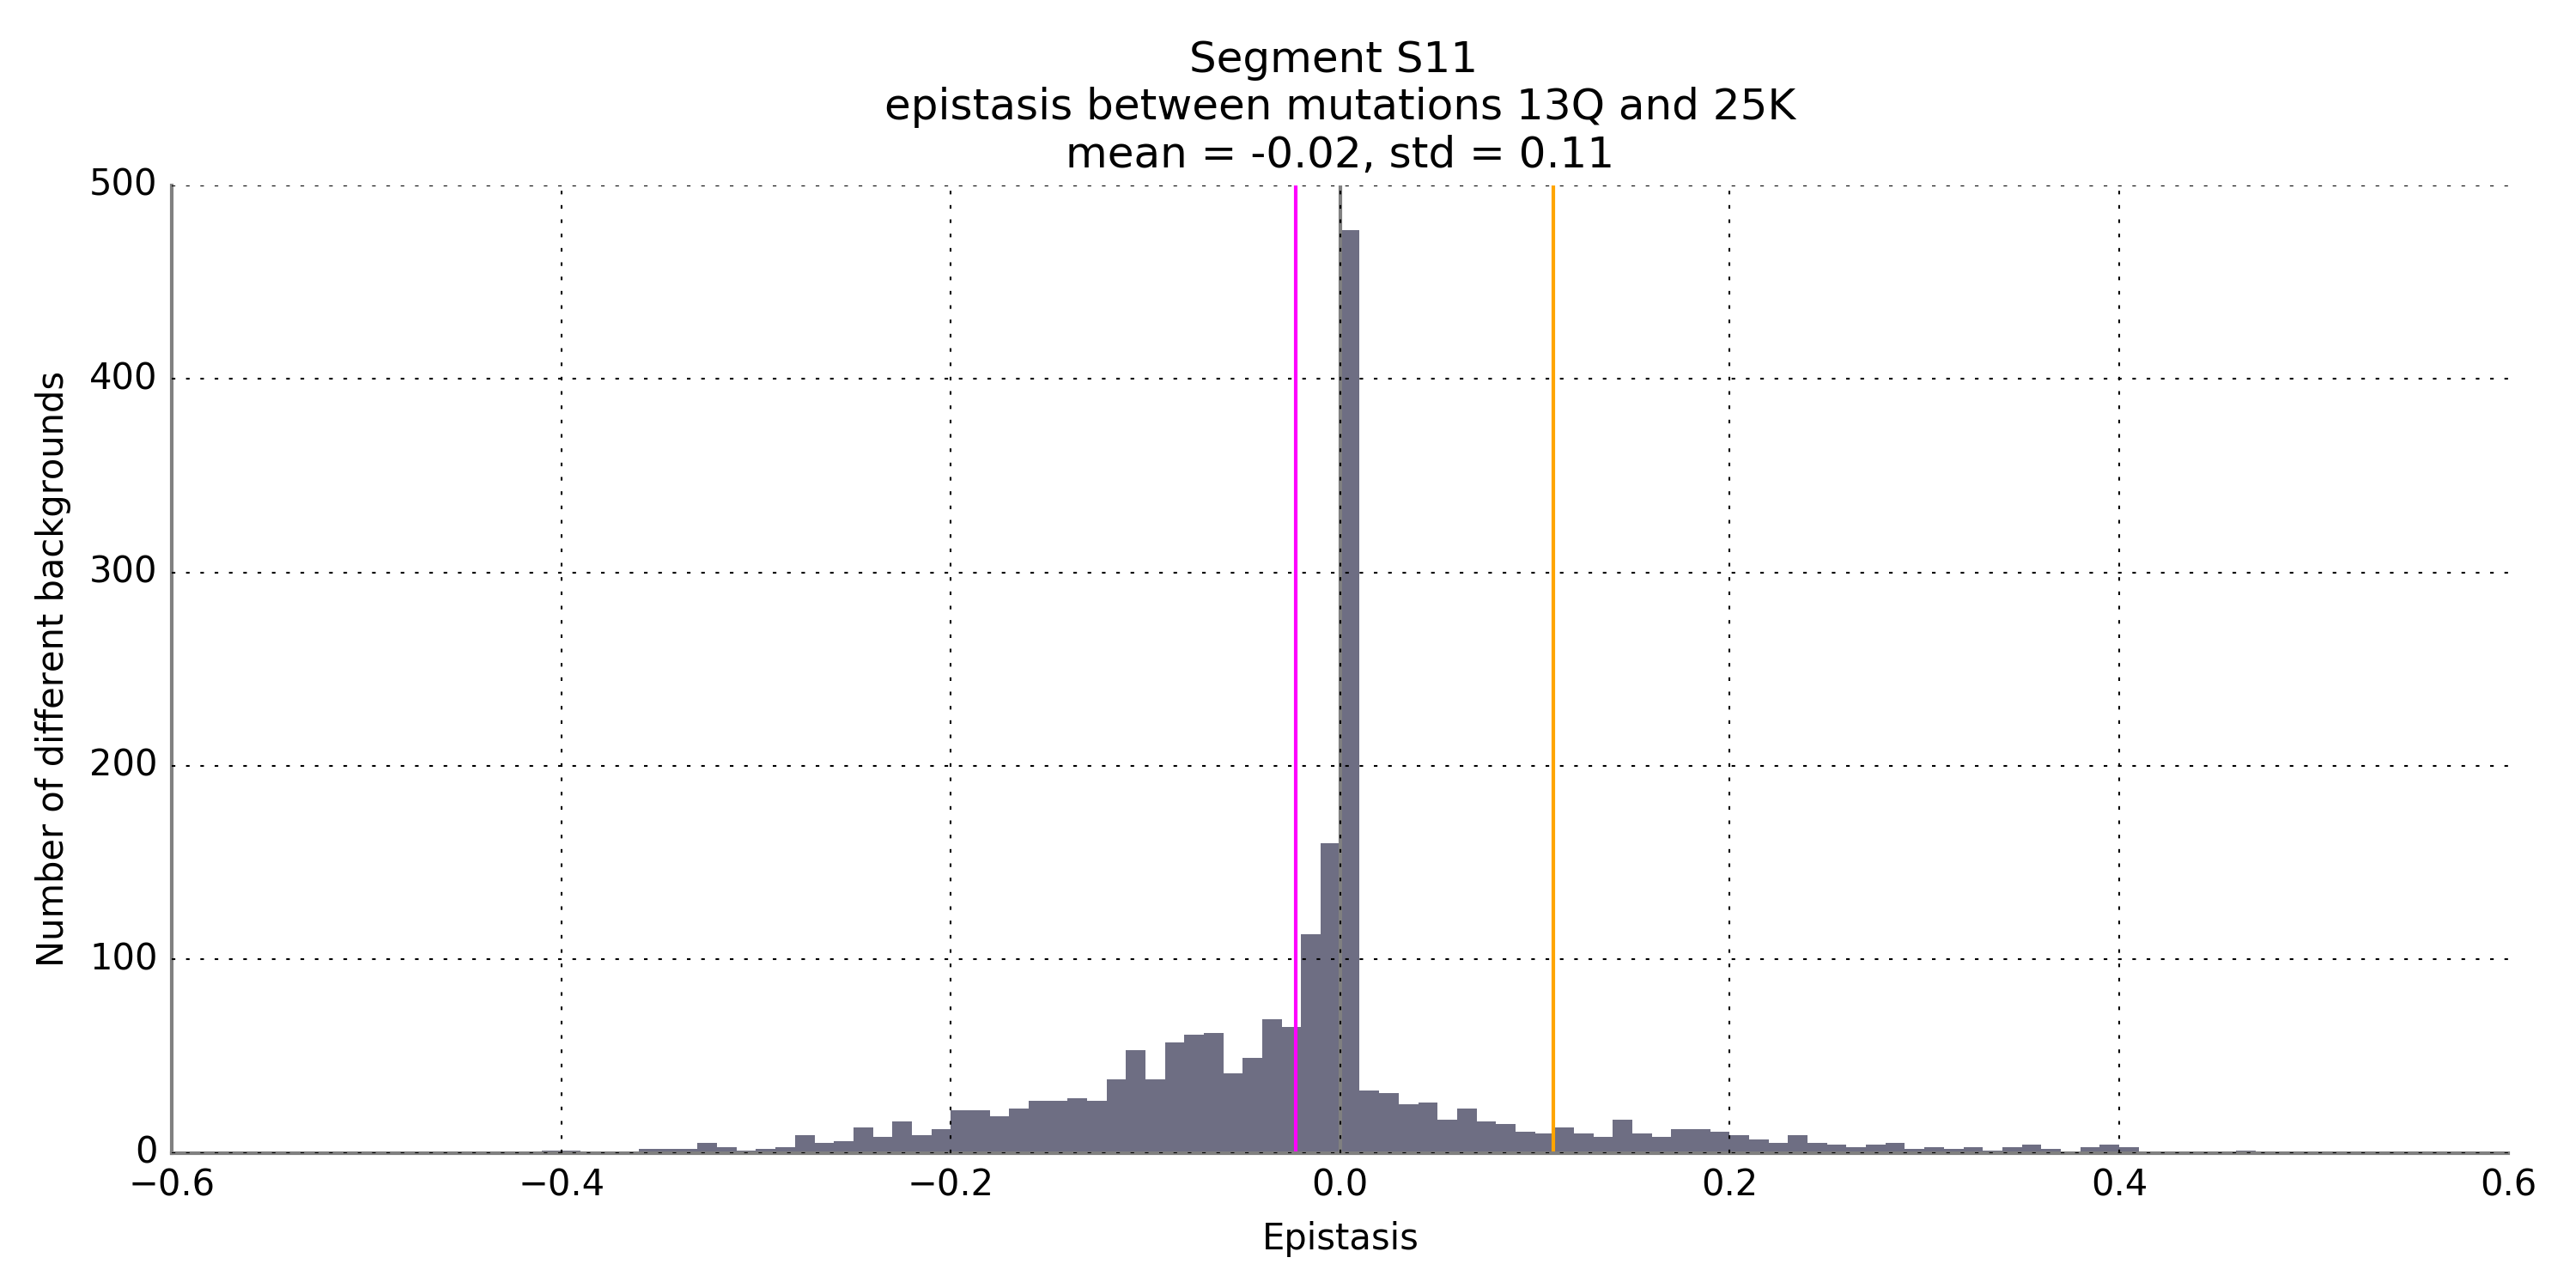 Segment S11
epistasis between mutations 13Q and 25K
mean = -0.02, std = 0.11
500
400
300
200
100
0
Number of different backgrounds
−0.6 −0.4 −0.2 0.0 0.2 0.4 0.6
Epistasis